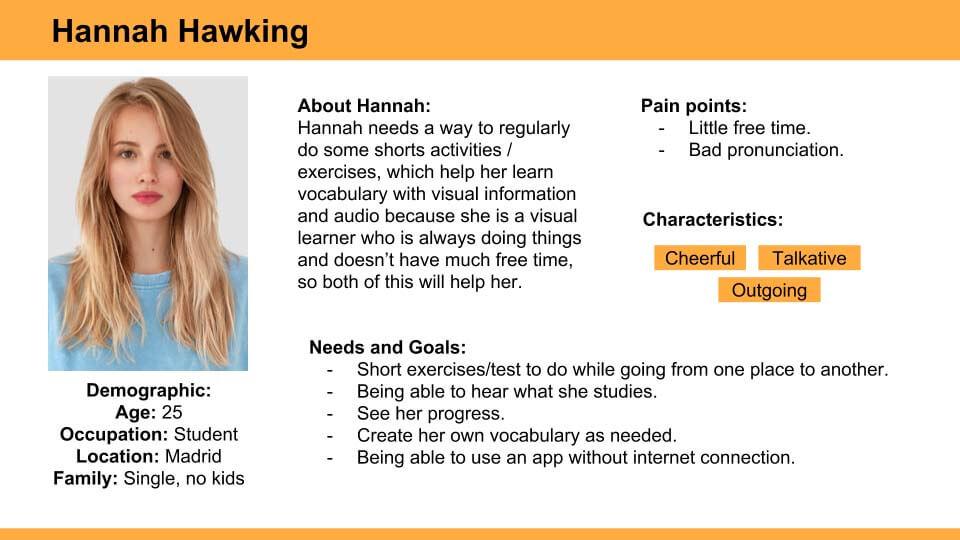 Hannah Hawking
About Hannah:
Hannah needs a way to regularly
do some shorts activities /
exercises, which help her learn
vocabulary with visual information
and audio because she is a visual
learner who is always doing things
and doesn’t have much free time,
so both of this will help her.
Pain points:
- Little free time.
- Bad pronunciation.
Characteristics:
Cheerful
Talkative
Outgoing
Demographic:
Age: 25
Occupation: Student
Location: Madrid
Family: Single, no kids
Needs and Goals:
- Short exercises/test to do while going from one place to another.
- Being able to hear what she studies.
- See her progress.
- Create her own vocabulary as needed.
- Being able to use an app without internet connection.